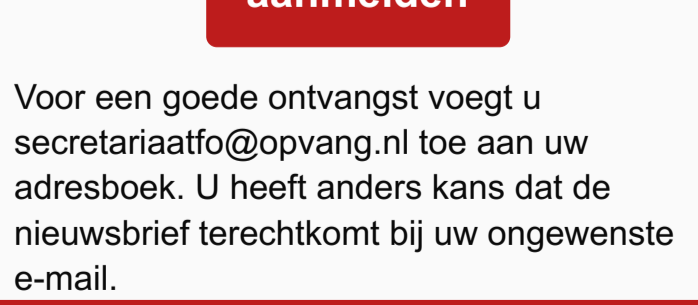 aanmelden
Voor een goede ontvangst voegt u
secretariaatfo@opvang.nl toe aan uw
adresboek. U heeft anders kans dat de
nieuwsbrief terechtkomt bij uw ongewenste
e-mail.